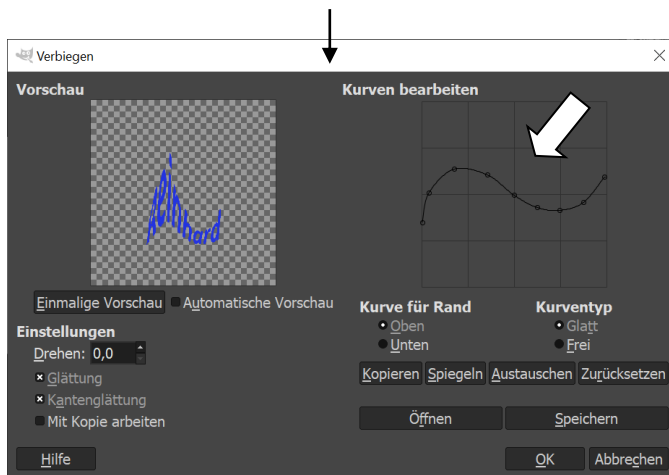 Verbiegen
Vorschau
Einmalige Vorschau
Automatische Vorschau
Einstellungen
Drehen: 0,0
Glättung
Kantenglättung
Mit Kopie arbeiten
Hilfe
Kurven bearbeiten
Kurve für Rand
Oben
Unten
Kurventyp
Glatt
Frei
Kopieren Spiegeln Austauschen Zurücksetzen
Öffnen Speichern
OK Abbrechen